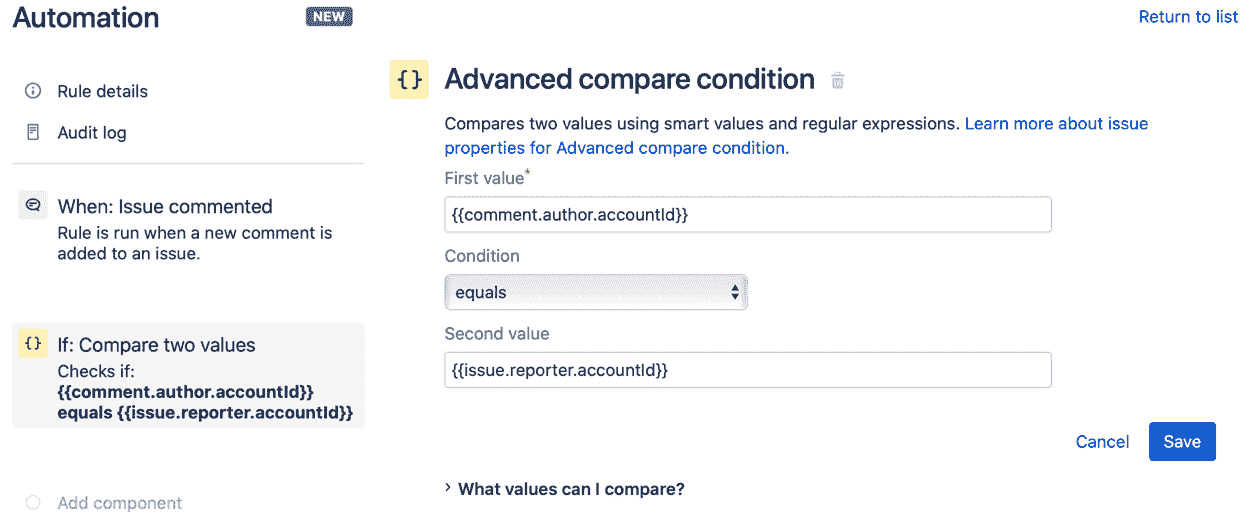 Automation
NEW
Return to list
Rule details
Audit log
When: Issue commented
Rule is run when a new comment is
added to an issue.
{}
If: Compare two values
Checks if:
{{comment.author.accountId}}
equals {{issue.reporter.accountId}}
Add component
{}
Advanced compare condition
Compares two values using smart values and regular expressions. Learn more about issue
properties for Advanced compare condition.
First value*
{{comment.author.accountId}}
Condition
equals
Second value
{{issue.reporter.accountId}}
Cancel
Save
What values can I compare?